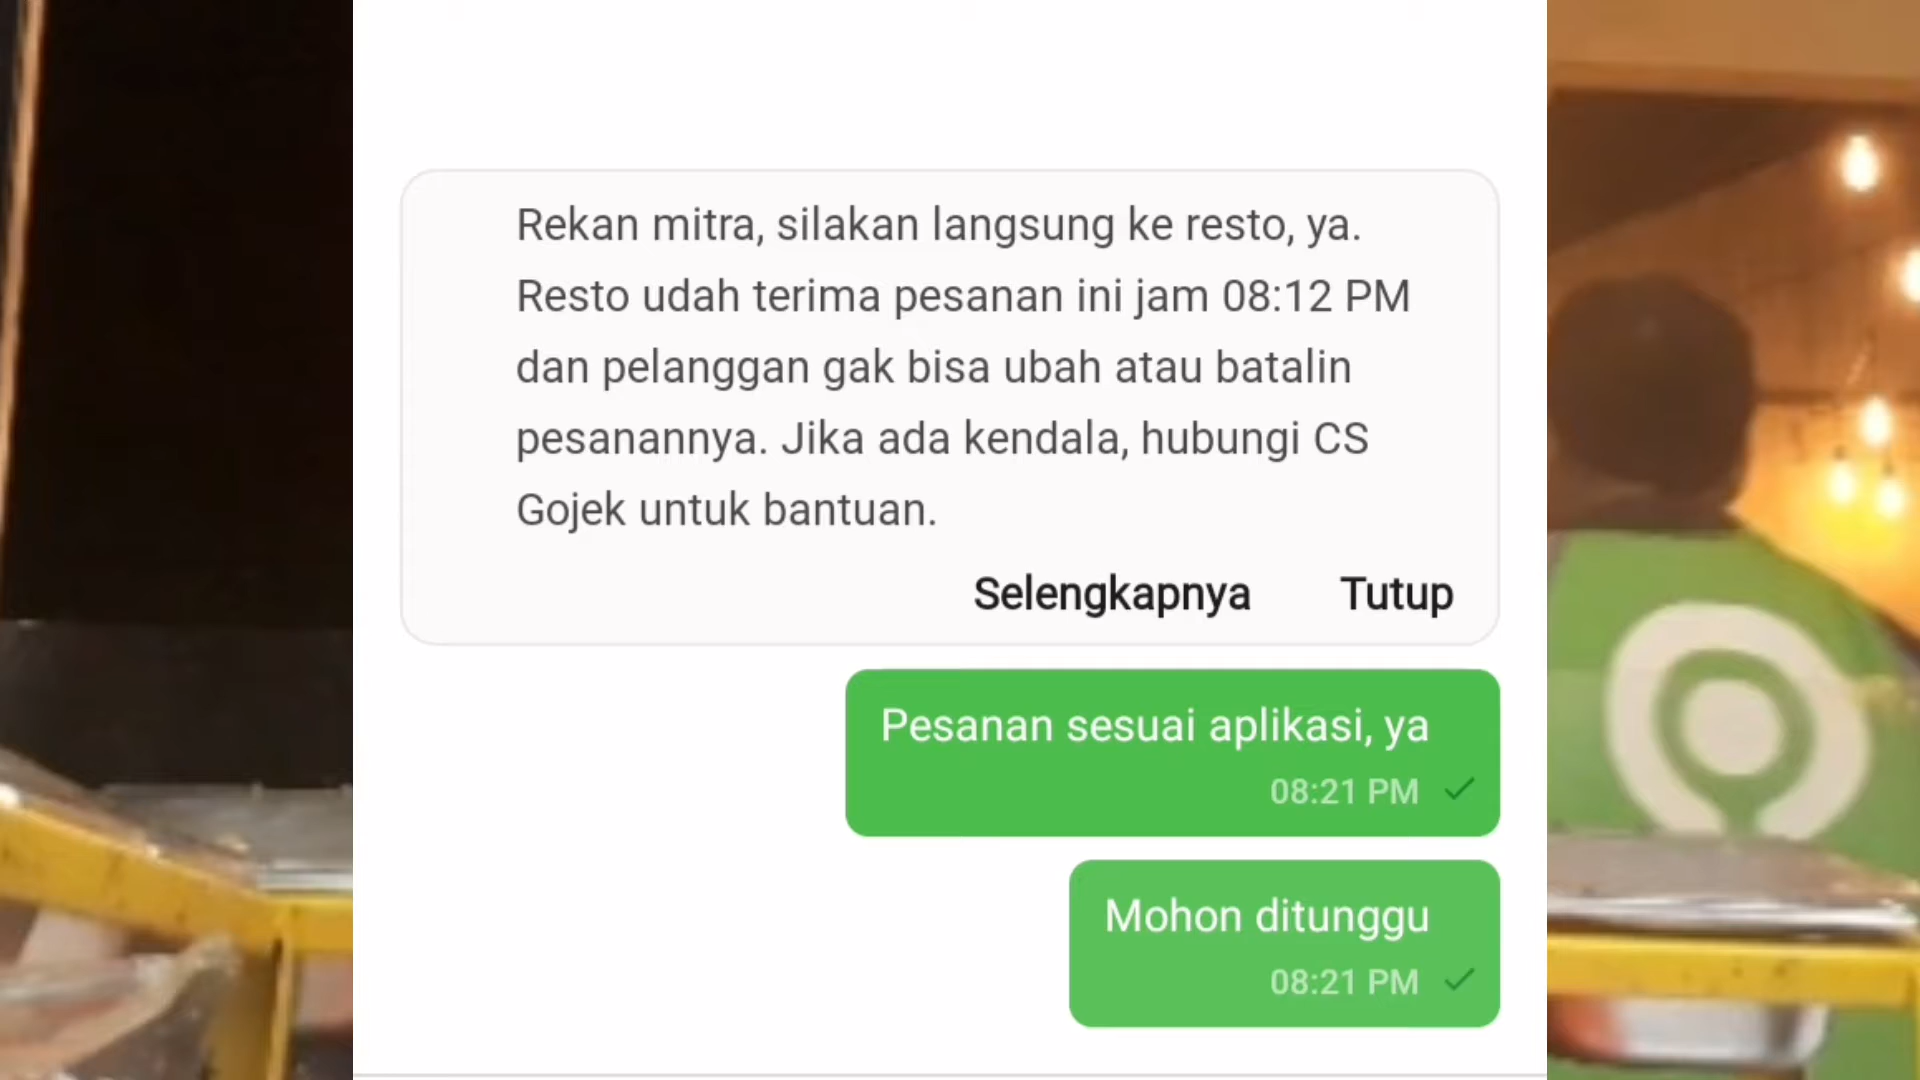 Rekan mitra, silakan langsung ke resto, ya.
Resto udah terima pesanan ini jam 08:12 PM
dan pelanggan gak bisa ubah atau batalin
pesanannya. Jika ada kendala, hubungi CS
Gojek untuk bantuan.
Selengkapnya Tutup
Pesanan sesuai aplikasi, ya
08:21 PM
Mohon ditunggu
08:21 PM